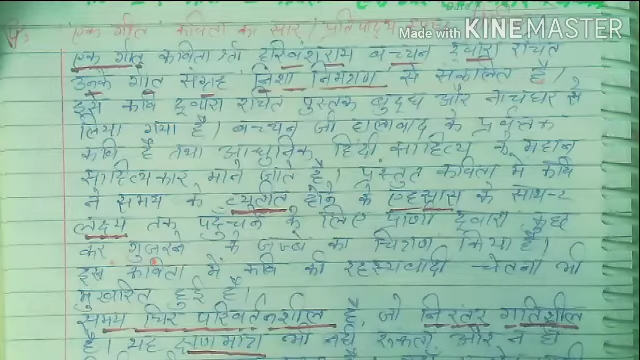 Made with KINEMASTER
प्र. एक गीत कविता का सार / प्रतिपाद्य
एक गीत कविता श्री हरिवंशराय बच्चन द्वारा रचित
उनके गीत संग्रह निशा निमंत्रण से संकलित है।
इसे कवि द्वारा रचित पुस्तक बुद्ध और नाचघर से
लिया गया है। बच्चन जी हालावाद के प्रवर्तक
कवि हैं तथा आधुनिक हिंदी साहित्य के महान
साहित्यकार माने जाते हैं। प्रस्तुत कविता में कवि
ने समय के व्यतीत होने के एहसास के साथ-२
लक्ष्य तक पहुँचने के लिए प्राणी द्वारा कुछ
कर गुजरने के जज्बे का चित्रण किया है।
इस कविता में कवि की रहस्यवादी चेतना भी
मुखरित हुई है।
समय चिर परिवर्तनशील है, जो निरंतर गतिशील
है। यह क्षणमात्र भी नहीं रुकता और न ही